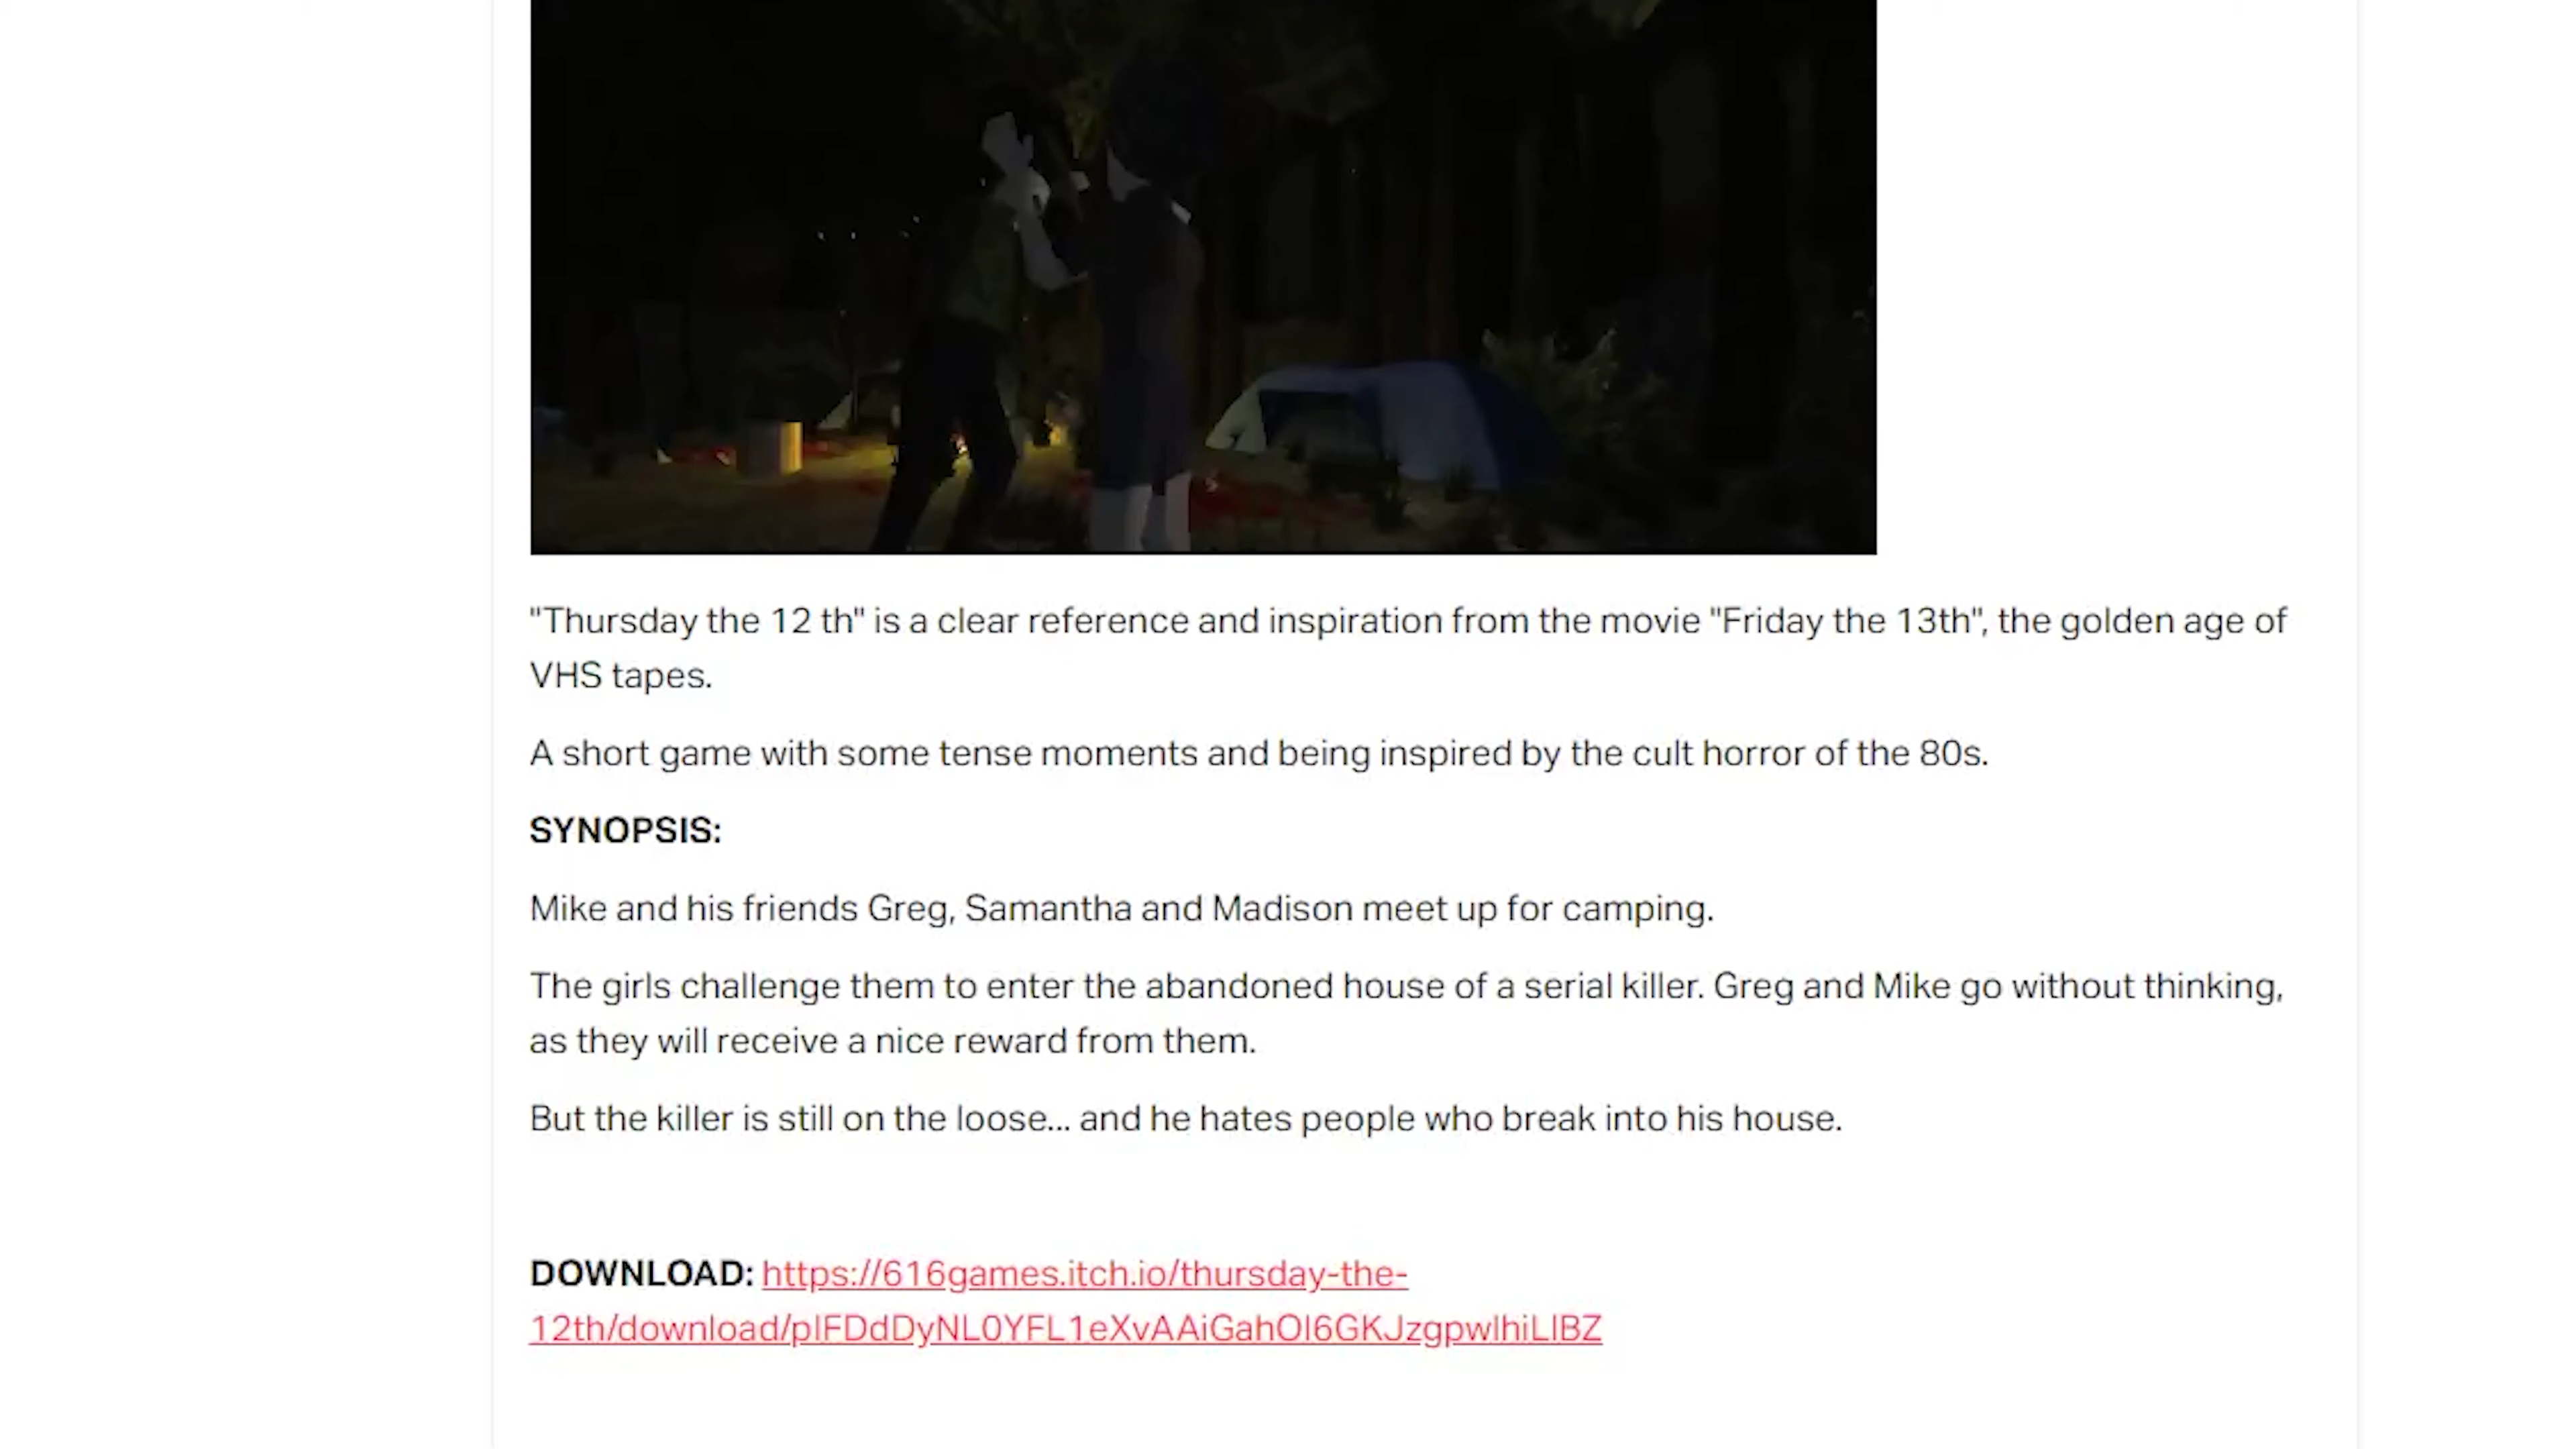 "Thursday the 12 th" is a clear reference and inspiration from the movie "Friday the 13th", the golden age of
VHS tapes.
A short game with some tense moments and being inspired by the cult horror of the 80s.
SYNOPSIS:
Mike and his friends Greg, Samantha and Madison meet up for camping.
The girls challenge them to enter the abandoned house of a serial killer. Greg and Mike go without thinking,
as they will receive a nice reward from them.
But the killer is still on the loose... and he hates people who break into his house.
DOWNLOAD: https://616games.itch.io/thursday-the-
12th/download/pIFDdDyNL0YFL1eXvAAiGahOI6GKJzgpwlhiLIBZ